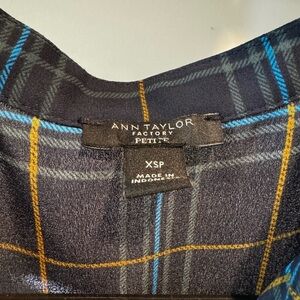 ANN TAYLOR
FACTORY
PETITE
XSP
MADE IN
INDONESIA